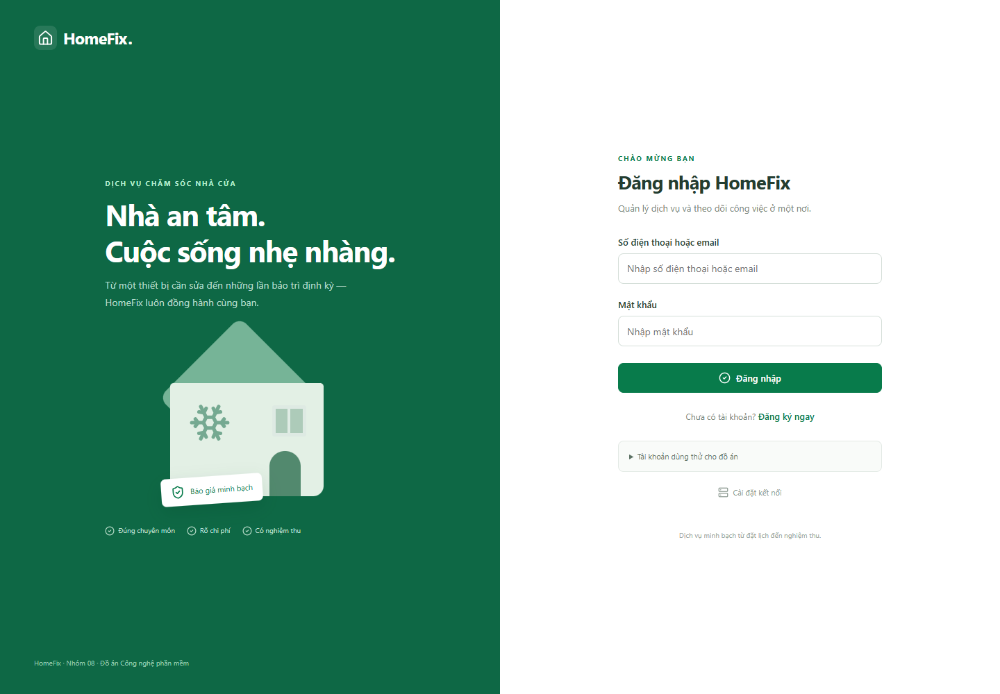 HomeFix.
DỊCH VỤ CHĂM SÓC NHÀ CỬA
Nhà an tâm.
Cuộc sống nhẹ nhàng.
Từ một thiết bị cần sửa đến những lần bảo trì định kỳ —
HomeFix luôn đồng hành cùng bạn.
Báo giá minh bạch
Đúng chuyên môn
Rõ chi phí
Có nghiệm thu
HomeFix · Nhóm 08 · Đồ án Công nghệ phần mềm
CHÀO MỪNG BẠN
Đăng nhập HomeFix
Quản lý dịch vụ và theo dõi công việc ở một nơi.
Số điện thoại hoặc email
Nhập số điện thoại hoặc email
Mật khẩu
Nhập mật khẩu
Đăng nhập
Chưa có tài khoản? Đăng ký ngay
Tài khoản dùng thử cho đồ án
Cài đặt kết nối
Dịch vụ minh bạch từ đặt lịch đến nghiệm thu.